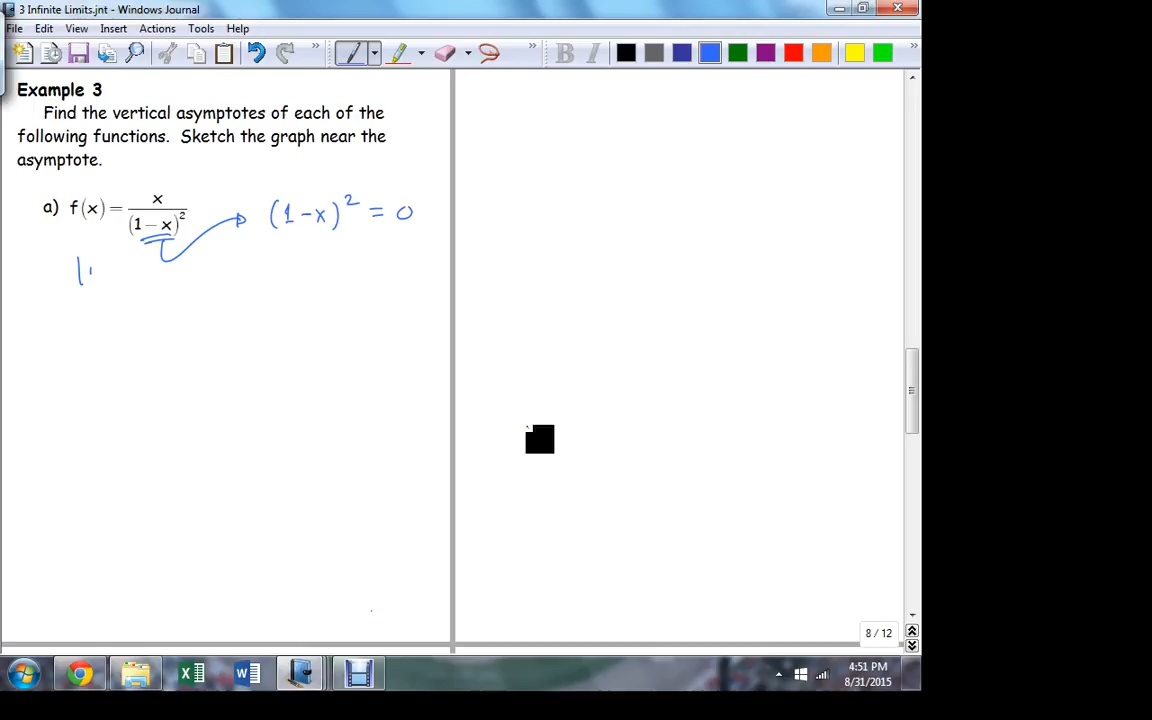 3 Infinite Limits.jnt - Windows Journal
File Edit View Insert Actions Tools Help
» » B I »
Example 3
Find the vertical asymptotes of each of the
following functions. Sketch the graph near the
asymptote.
a) f(x) = x / (1 - x)² (1-x)² = 0
li
8 / 12
4:51 PM
8/31/2015